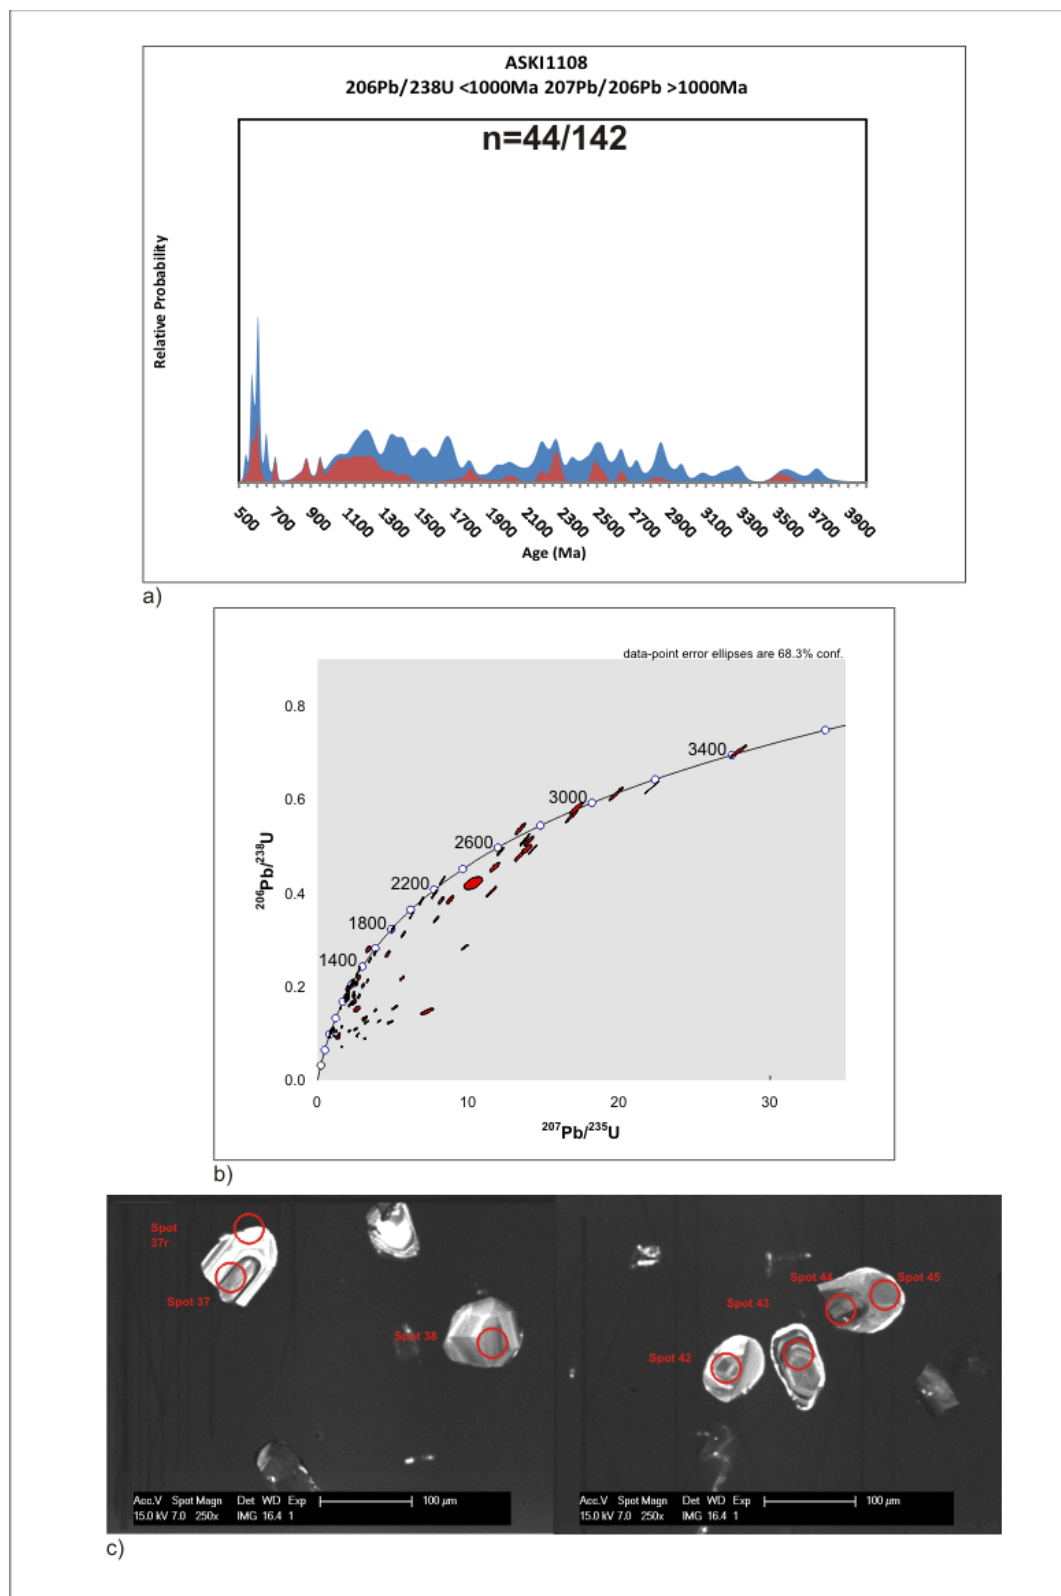 ASKI1108
206Pb/238U <1000Ma 207Pb/206Pb >1000Ma
n=44/142
Relative Probability
500 700 900 1100 1300 1500 1700 1900 2100 2300 2500 2700 2900 3100 3300 3500 3700 3900
Age (Ma)
a)
data-point error ellipses are 68.3% conf.
0.8
3400
0.6
3000
2600
206Pb/238U
0.4
2200
1800
1400
0.2
0.0
0 10 20 30
207Pb/235U
b)
Spot
37r
Spot 37
Spot 38
Spot 44
Spot 45
Spot 43
Spot 42
Acc.V Spot Magn Det WD Exp 100 µm
15.0 kV 7.0 250x IMG 16.4 1
Acc.V Spot Magn Det WD Exp 100 µm
15.0 kV 7.0 250x IMG 16.4 1
c)